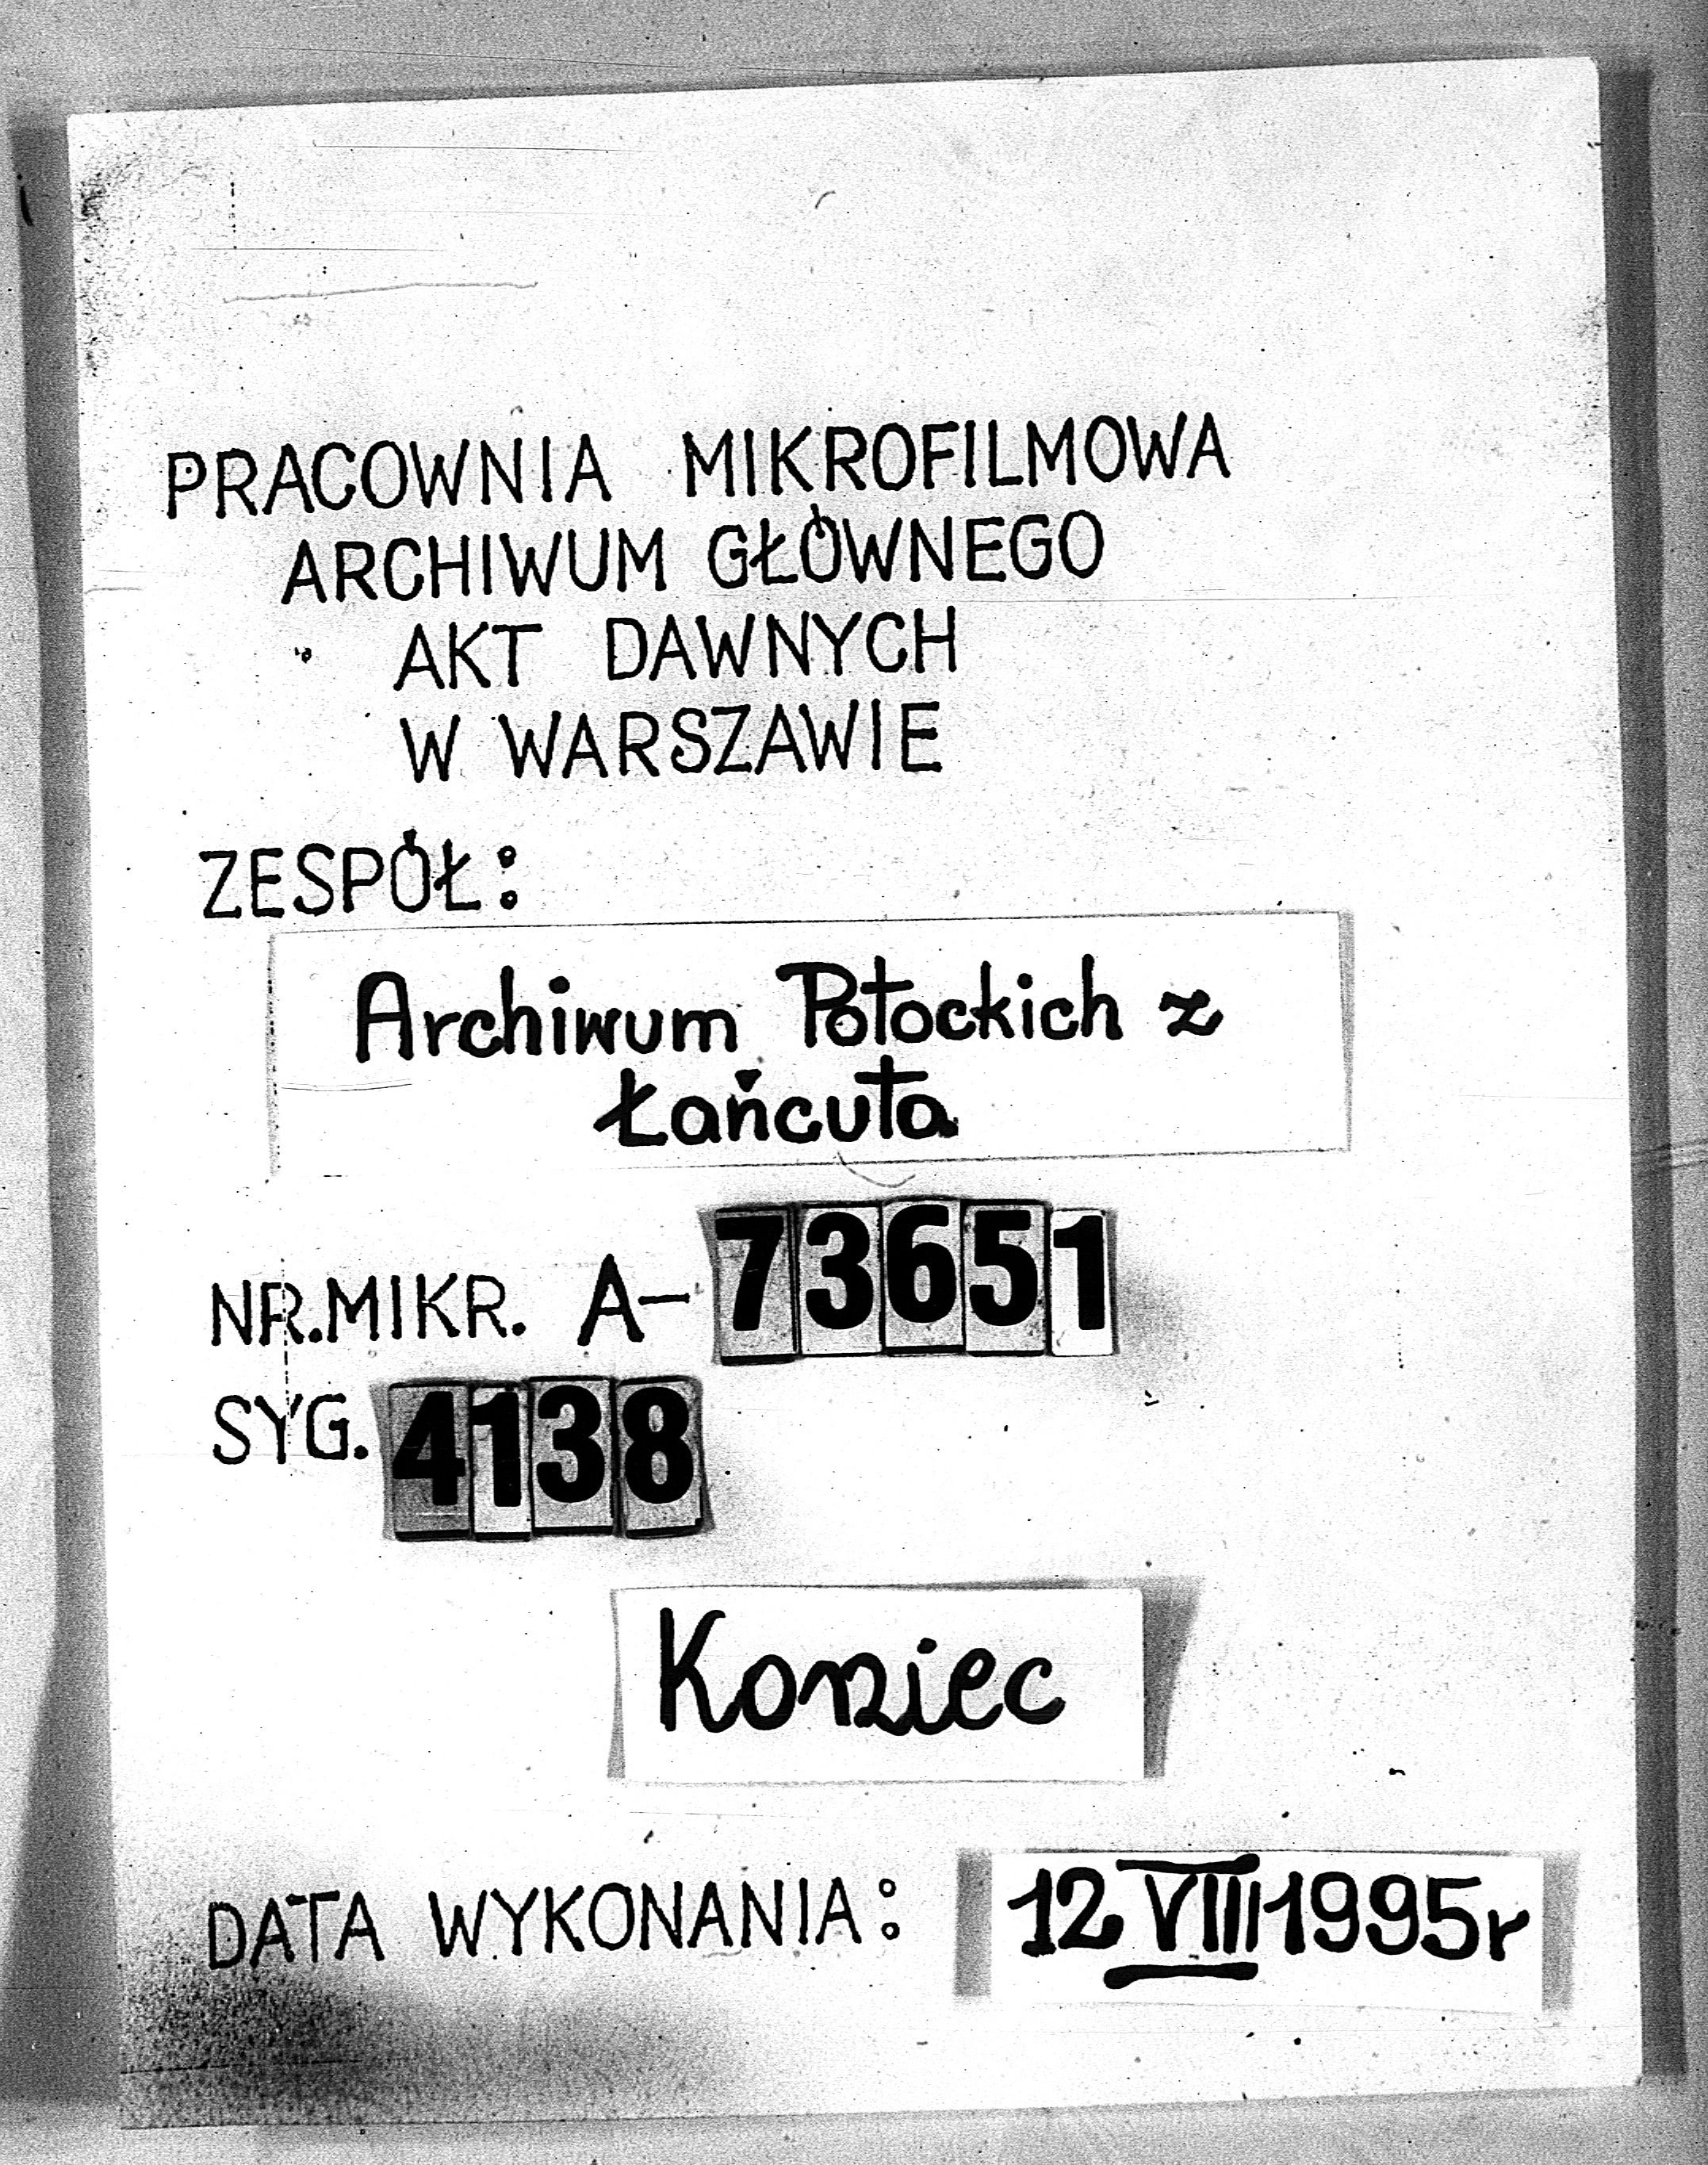 PRACOWNIA MIKROFILMOWA
ARCHIWUM GŁÓWNEGO
AKT DAWNYCH
W WARSZAWIE
ZESPÓŁ:
Archiwum Potockich z
Łańcuta
NR.MIKR. A-73651
SYG. 4138
Koniec
DATA WYKONANIA: 12 VIII 1995r